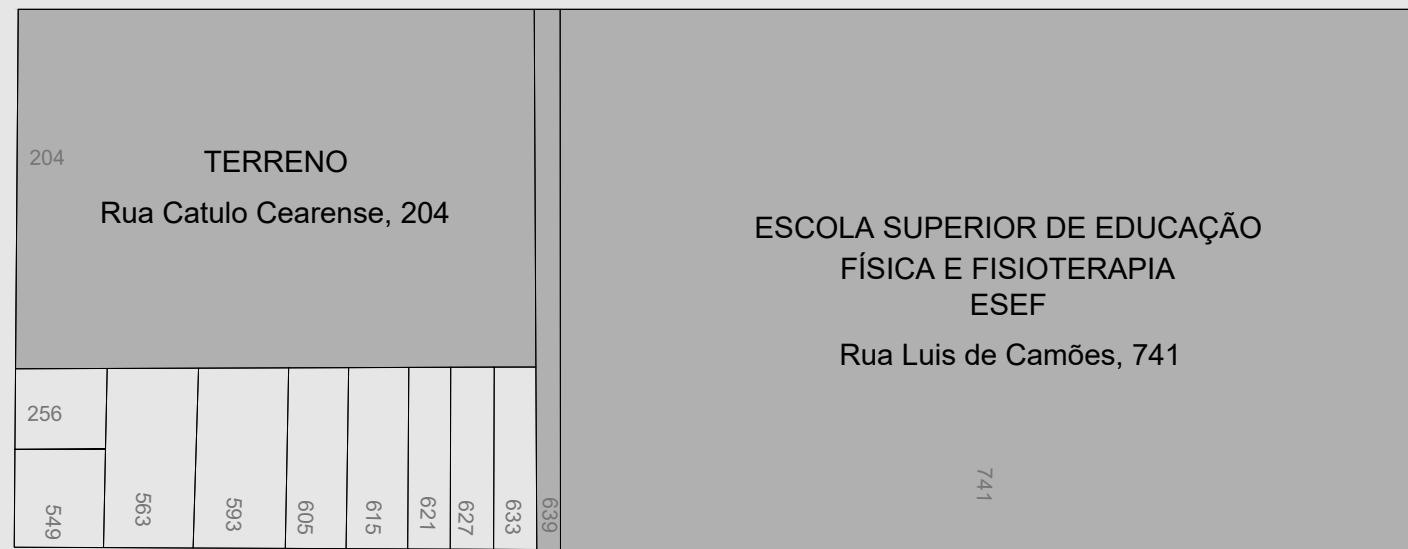 204
TERRENO
Rua Catulo Cearense, 204
ESCOLA SUPERIOR DE EDUCAÇÃO
FÍSICA E FISIOTERAPIA
ESEF
Rua Luis de Camões, 741
256
549
563
593
605
615
621
627
633
639
741